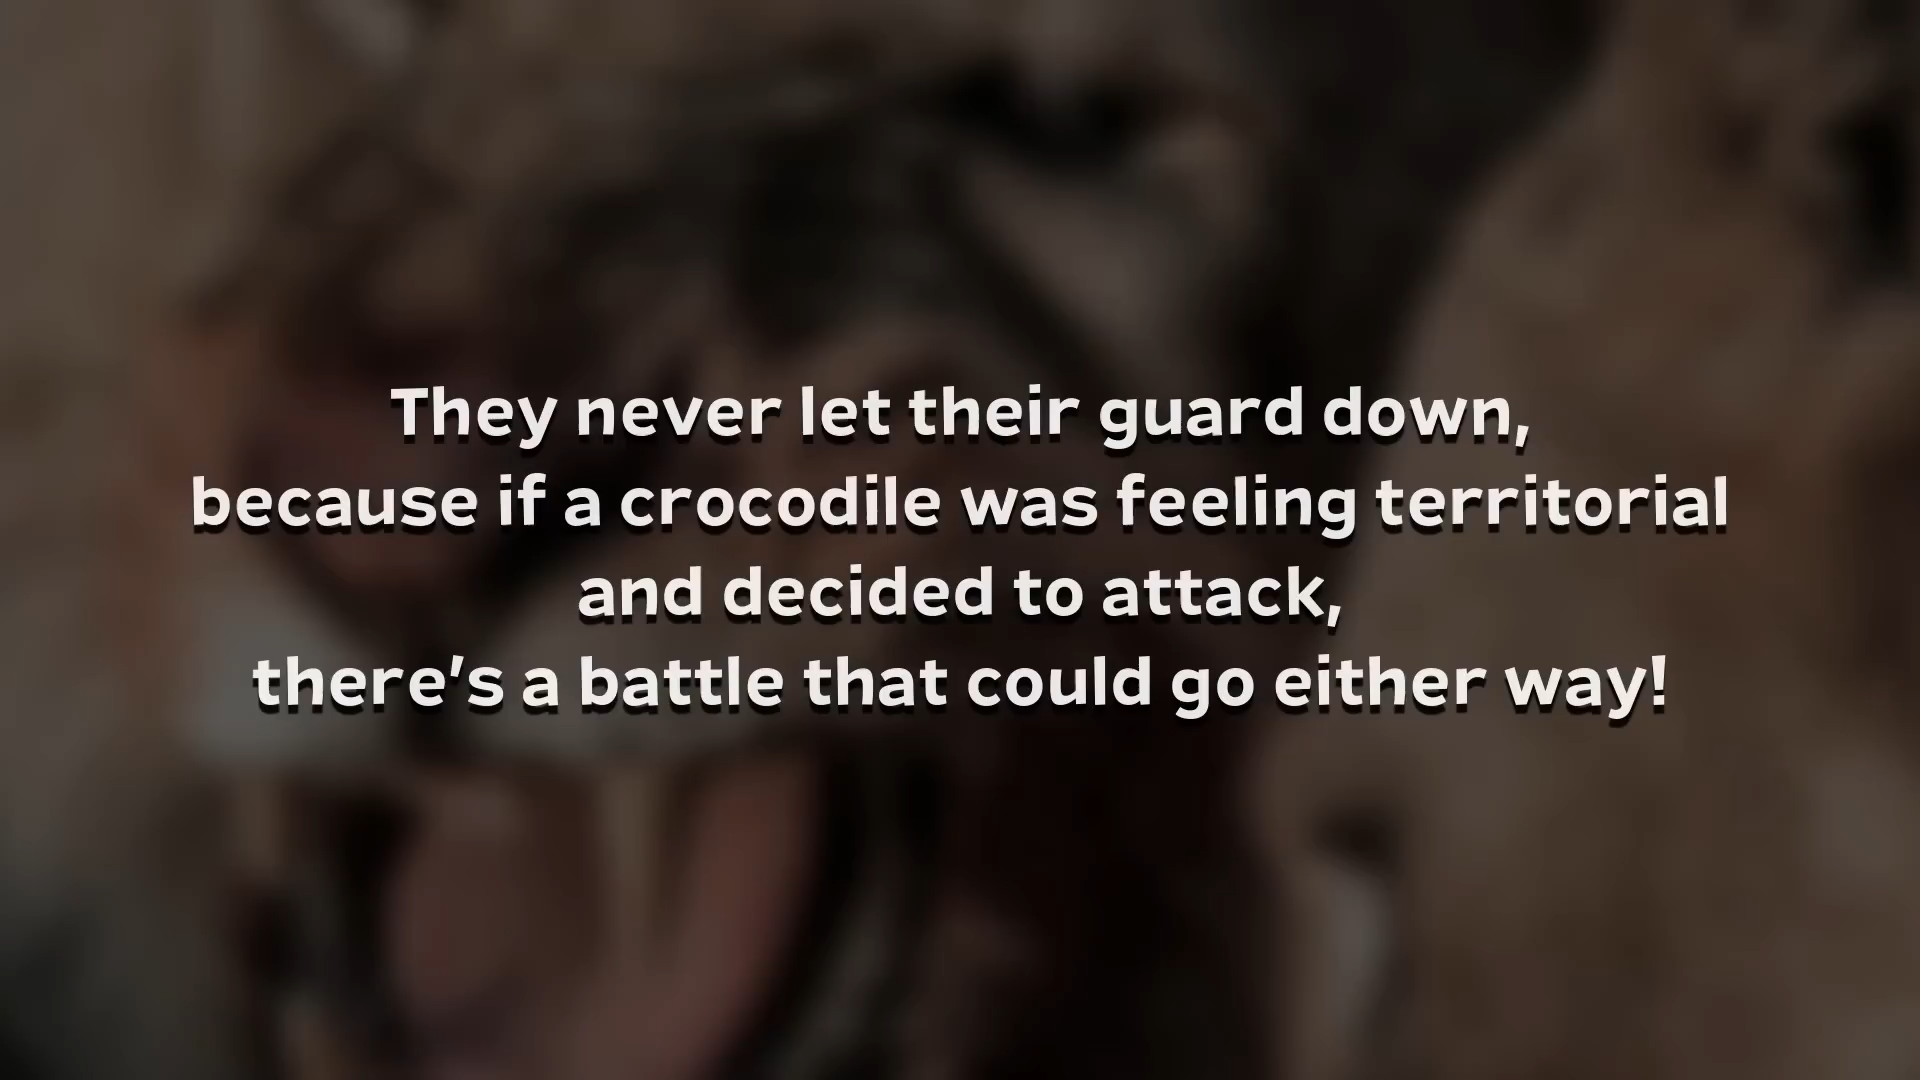 They never let their guard down,
because if a crocodile was feeling territorial
and decided to attack,
there's a battle that could go either way!